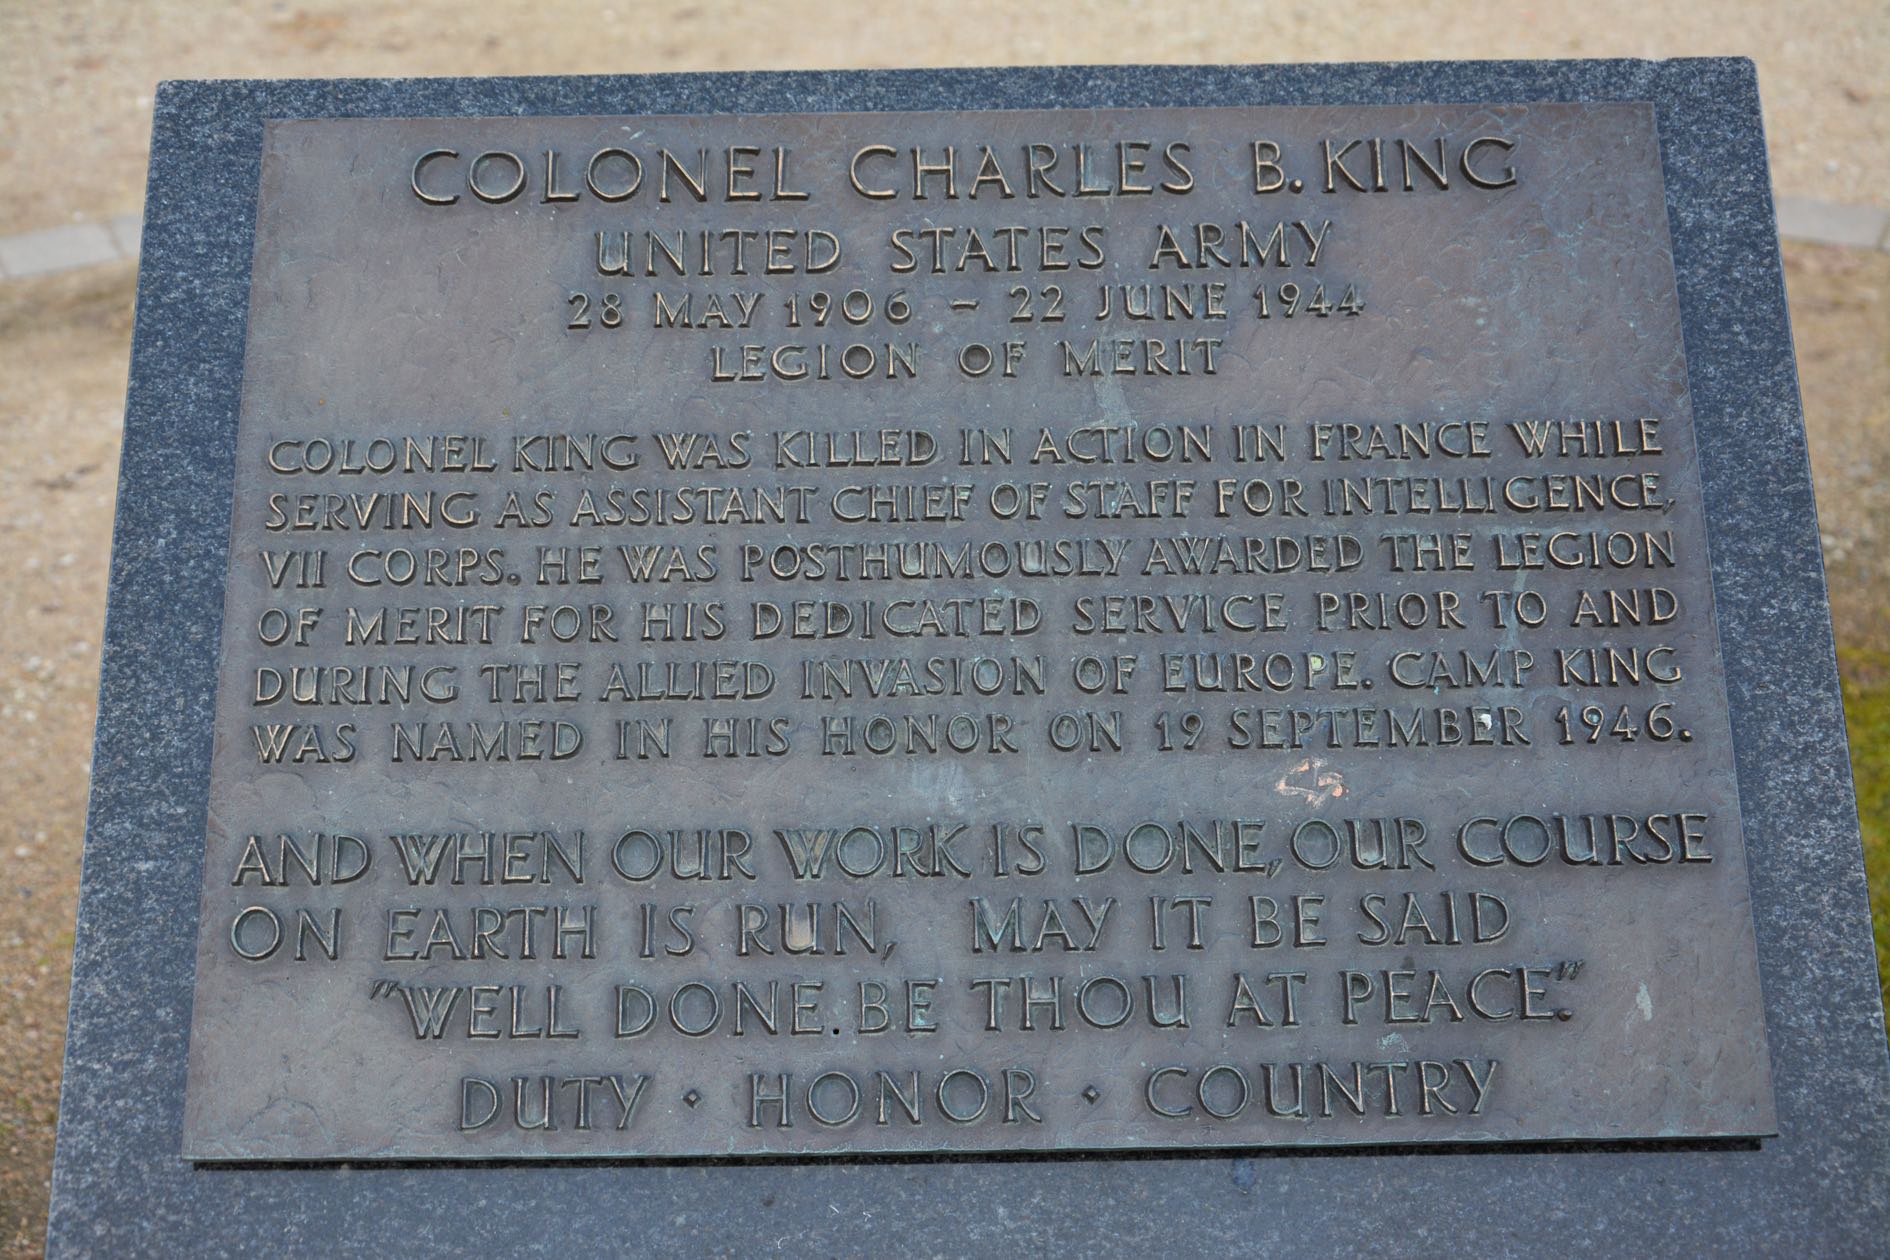 COLONEL CHARLES B. KING
UNITED STATES ARMY
28 MAY 1906 - 22 JUNE 1944
LEGION OF MERIT
COLONEL KING WAS KILLED IN ACTION IN FRANCE WHILE
SERVING AS ASSISTANT CHIEF OF STAFF FOR INTELLIGENCE,
VII CORPS. HE WAS POSTHUMOUSLY AWARDED THE LEGION
OF MERIT FOR HIS DEDICATED SERVICE PRIOR TO AND
DURING THE ALLIED INVASION OF EUROPE. CAMP KING
WAS NAMED IN HIS HONOR ON 19 SEPTEMBER 1946.
AND WHEN OUR WORK IS DONE, OUR COURSE
ON EARTH IS RUN, MAY IT BE SAID
"WELL DONE. BE THOU AT PEACE".
DUTY · HONOR · COUNTRY